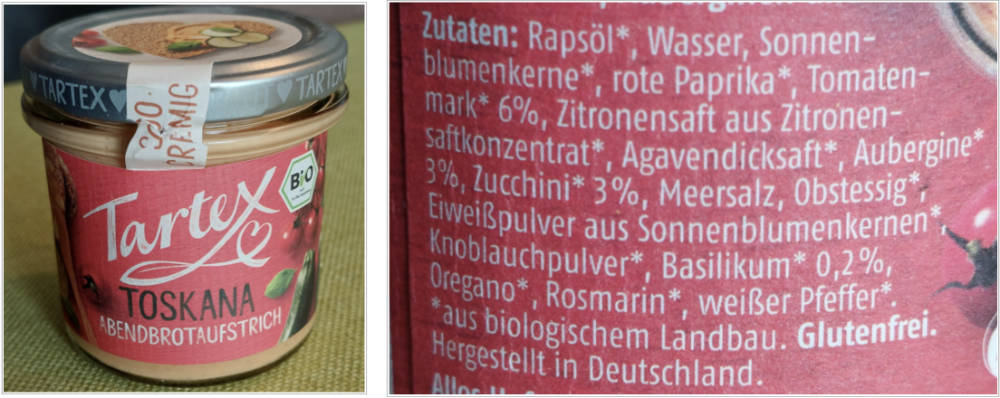 TARTEX TARTEX
CREMIG
BiO
Tartex
TOSKANA
ABENDBROTAUFSTRICH
Zutaten: Rapsöl*, Wasser, Sonnen-
blumenkerne*, rote Paprika*, Tomaten-
mark* 6%, Zitronensaft aus Zitronen-
saftkonzentrat*, Agavendicksaft*, Aubergine*
3%, Zucchini* 3%, Meersalz, Obstessig*,
Eiweißpulver aus Sonnenblumenkernen*,
Knoblauchpulver*, Basilikum* 0,2%,
Oregano*, Rosmarin*, weißer Pfeffer*.
*aus biologischem Landbau. Glutenfrei.
Hergestellt in Deutschland.